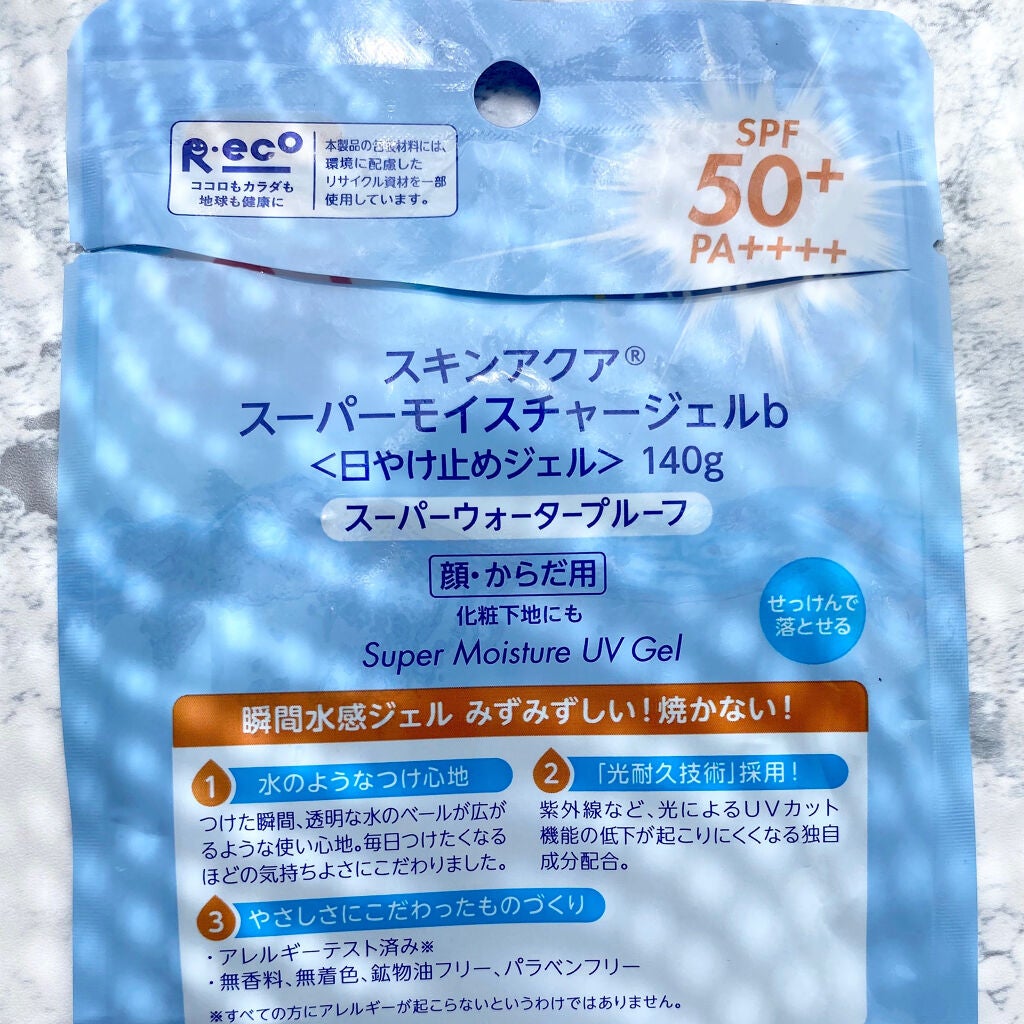 R・eco
ココロもカラダも
地球も健康に
本製品の包装材料には、
環境に配慮した
リサイクル資材を一部
使用しています。
SPF
50+
PA++++
スキンアクア®
スーパーモイスチャージェルb
<日やけ止めジェル> 140g
スーパーウォータープルーフ
顔・からだ用
化粧下地にも
Super Moisture UV Gel
せっけんで
落とせる
瞬間水感ジェル みずみずしい!焼かない!
1 水のようなつけ心地
つけた瞬間、透明な水のベールが広が
るような使い心地。毎日つけたくなる
ほどの気持ちよさにこだわりました。
2 「光耐久技術」採用!
紫外線など、光によるUVカット
機能の低下が起こりにくくなる独自
成分配合。
3 やさしさにこだわったものづくり
・アレルギーテスト済み※
・無香料、無着色、鉱物油フリー、パラベンフリー
※すべての方にアレルギーが起こらないというわけではありません。